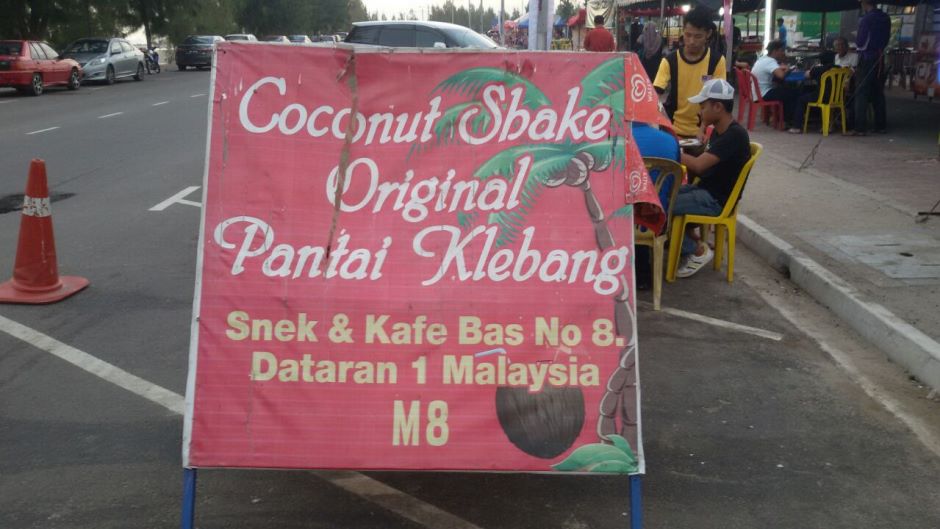 Coconut Shake
Original
Pantai Klebang
Snek & Kafe Bas No 8.
Dataran 1 Malaysia
M8